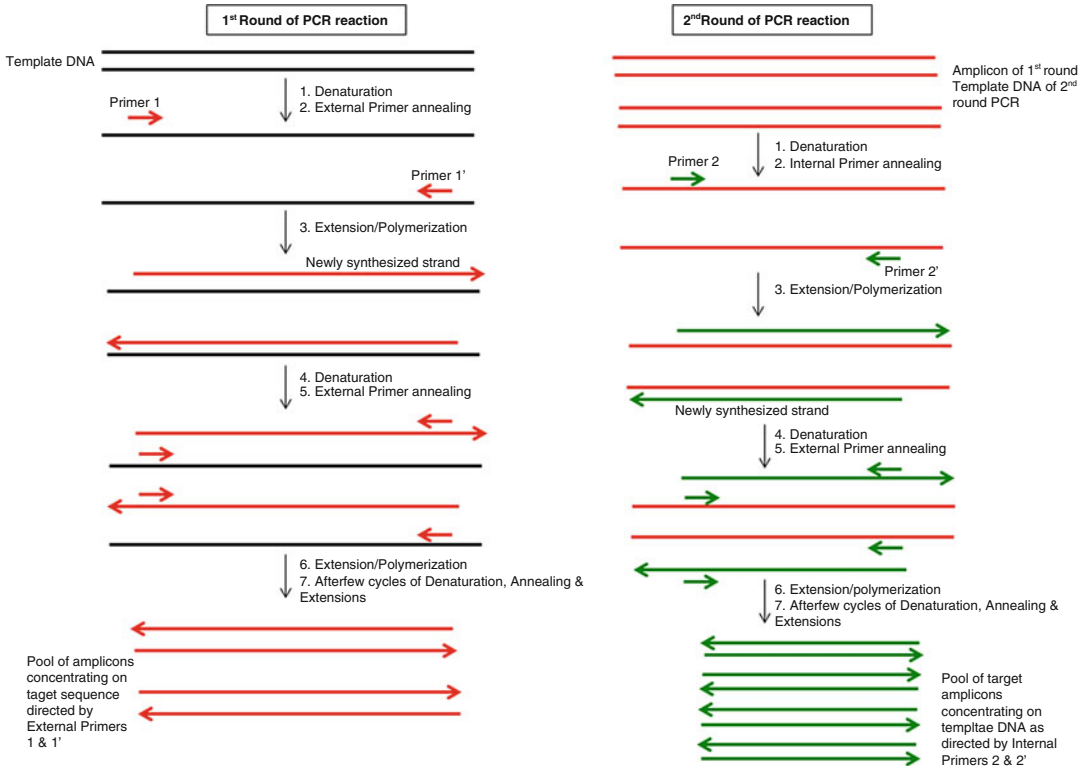 1st Round of PCR reaction
Template DNA
1. Denaturation
2. External Primer annealing
Primer 1
Primer 1'
3. Extension/Polymerization
Newly synthesized strand
4. Denaturation
5. External Primer annealing
6. Extension/Polymerization
7. Afterfew cycles of Denaturation, Annealing &
Extensions
Pool of amplicons
concentrating on
taget sequence
directed by
External Primers
1 & 1'
2nd Round of PCR reaction
Amplicon of 1st round
Template DNA of 2nd
round PCR
1. Denaturation
2. Internal Primer annealing
Primer 2
Primer 2'
3. Extension/Polymerization
Newly synthesized strand
4. Denaturation
5. External Primer annealing
6. Extension/polymerization
7. Afterfew cycles of Denaturation, Annealing &
Extensions
Pool of target
amplicons
concentrating on
templtae DNA as
directed by Internal
Primers 2 & 2'